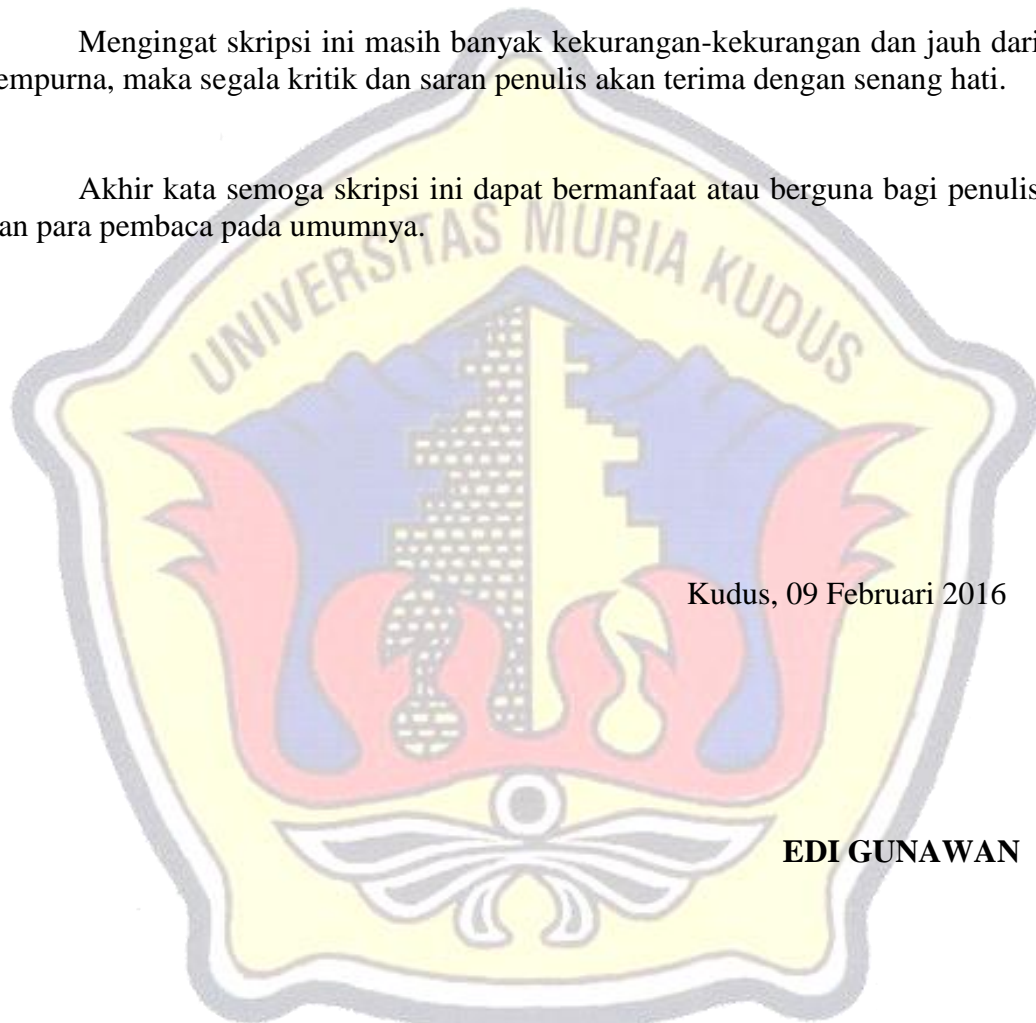 Mengingat skripsi ini masih banyak kekurangan-kekurangan dan jauh dari
empurna, maka segala kritik dan saran penulis akan terima dengan senang hati.
Akhir kata semoga skripsi ini dapat bermanfaat atau berguna bagi penulis
an para pembaca pada umumnya.
UNIVERSITAS MURIA KUDUS
Kudus, 09 Februari 2016
EDI GUNAWAN